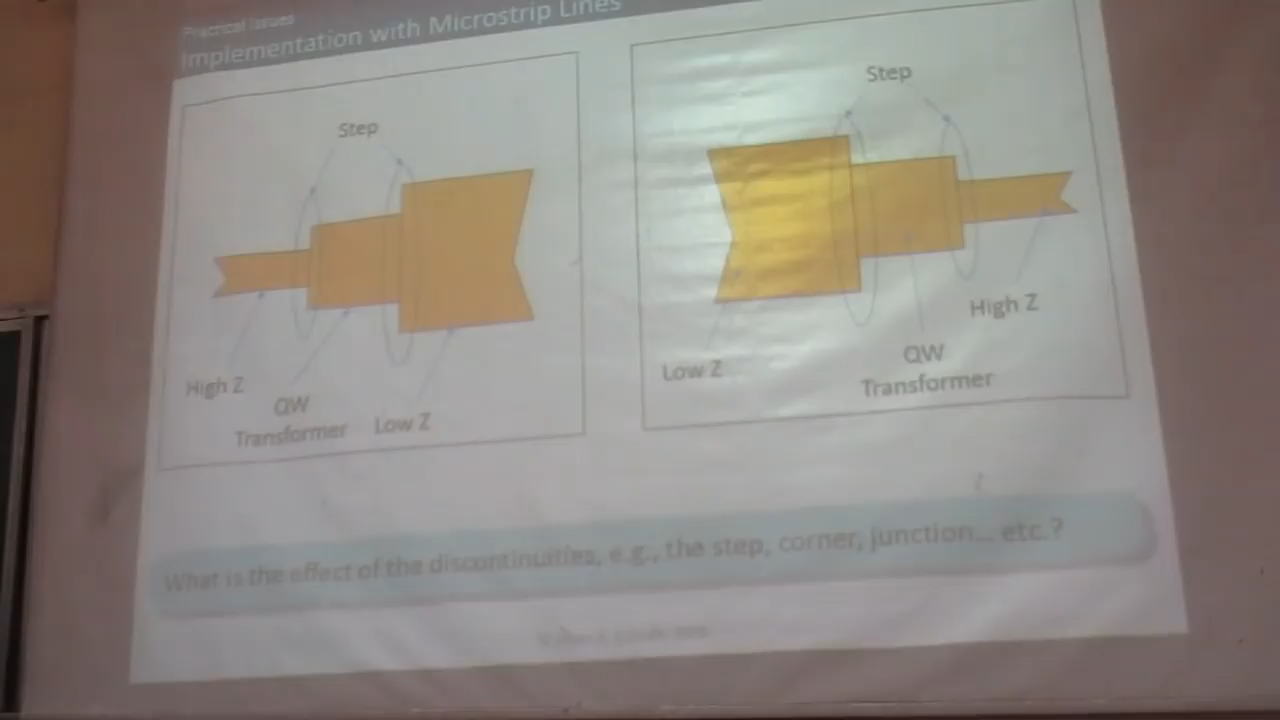 Practical Issues
Implementation with Microstrip Lines
Step
High Z
QW
Transformer
Low Z
Step
Low Z
QW
Transformer
High Z
What is the effect of the discontinuities, e.g., the step, corner, junction... etc.?